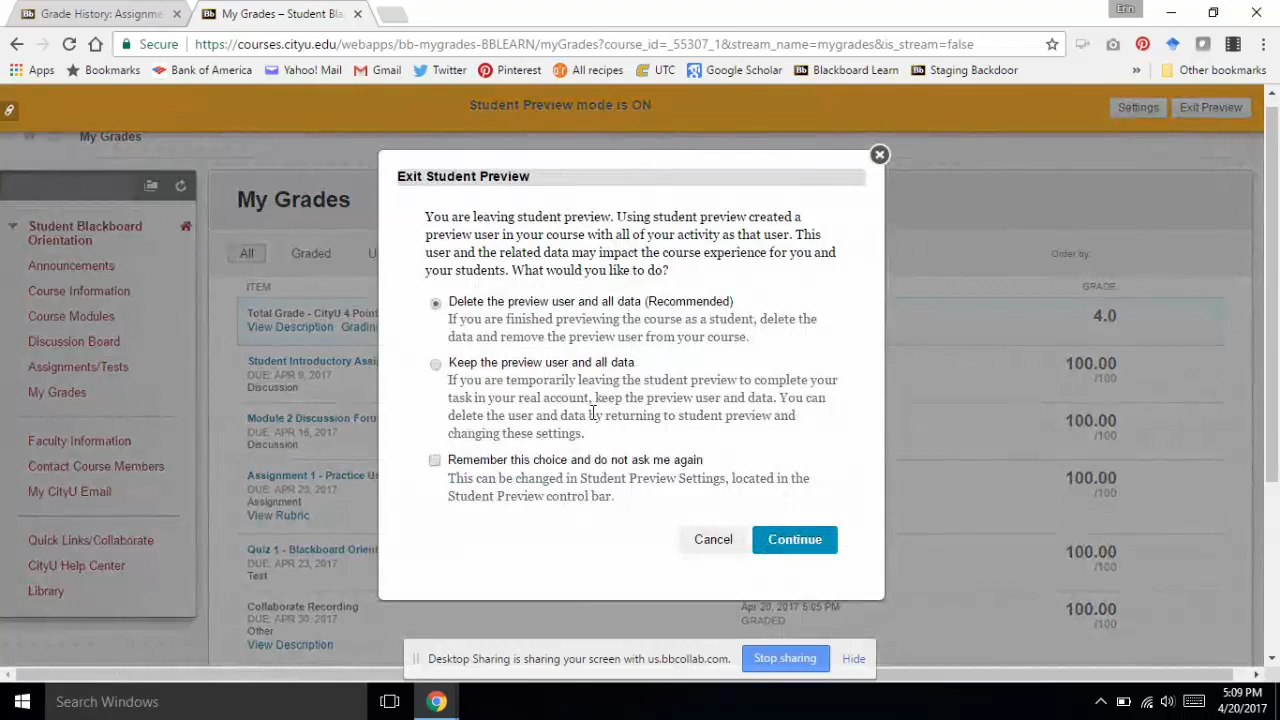 Grade History: Assignme
My Grades – Student Bla
Erin
Secure
https://courses.cityu.edu/webapps/bb-mygrades-BBLEARN/myGrades?course_id=_55307_1&stream_name=mygrades&is_stream=false
Apps Bookmarks Bank of America Yahoo! Mail Gmail Twitter Pinterest All recipes UTC Google Scholar Blackboard Learn Staging Backdoor » Other bookmarks
Student Preview mode is ON
Settings Exit Preview
My Grades
Student Blackboard
Orientation
Announcements
Course Information
Course Modules
Discussion Board
Assignments/Tests
My Grades
Faculty Information
Contact Course Members
My CityU Email
Quick Links/Collaborate
CityU Help Center
Library
My Grades
All Graded U
Order by:
ITEM GRADE
Total Grade - CityU 4 Point 4.0
View Description Grading
Student Introductory Assi 100.00
DUE: APR 9, 2017 /100
Discussion
Module 2 Discussion Foru 100.00
DUE: APR 16, 2017 /100
Discussion
Assignment 1 - Practice Us 100.00
DUE: APR 23, 2017 /100
Assignment
View Rubric
Quiz 1 - Blackboard Orient 100.00
DUE: APR 23, 2017 /100
Test
Collaborate Recording Apr 20, 2017 5:05 PM 100.00
DUE: APR 30, 2017 GRADED /100
Other
View Description
Exit Student Preview
You are leaving student preview. Using student preview created a
preview user in your course with all of your activity as that user. This
user and the related data may impact the course experience for you and
your students. What would you like to do?
Delete the preview user and all data (Recommended)
If you are finished previewing the course as a student, delete the
data and remove the preview user from your course.
Keep the preview user and all data
If you are temporarily leaving the student preview to complete your
task in your real account, keep the preview user and data. You can
delete the user and data by returning to student preview and
changing these settings.
Remember this choice and do not ask me again
This can be changed in Student Preview Settings, located in the
Student Preview control bar.
Cancel Continue
Desktop Sharing is sharing your screen with us.bbcollab.com. Stop sharing Hide
Search Windows
5:09 PM
4/20/2017